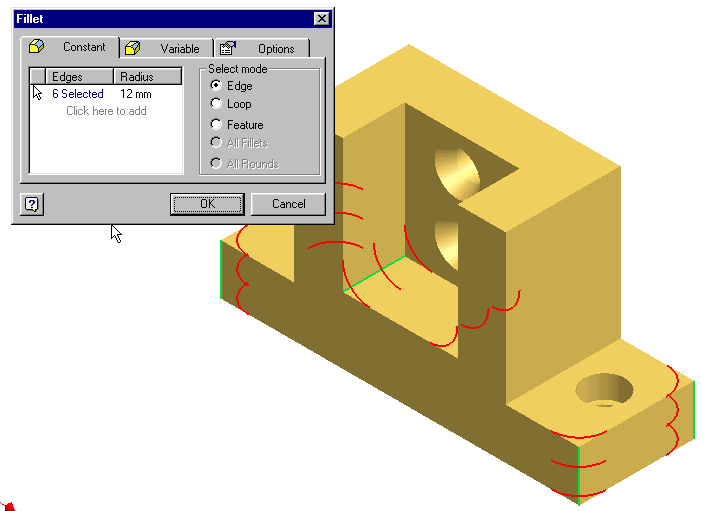 Fillet
Constant Variable Options
Edges Radius
6 Selected 12 mm
Click here to add
Select mode
Edge
Loop
Feature
All Fillets
All Rounds
OK Cancel